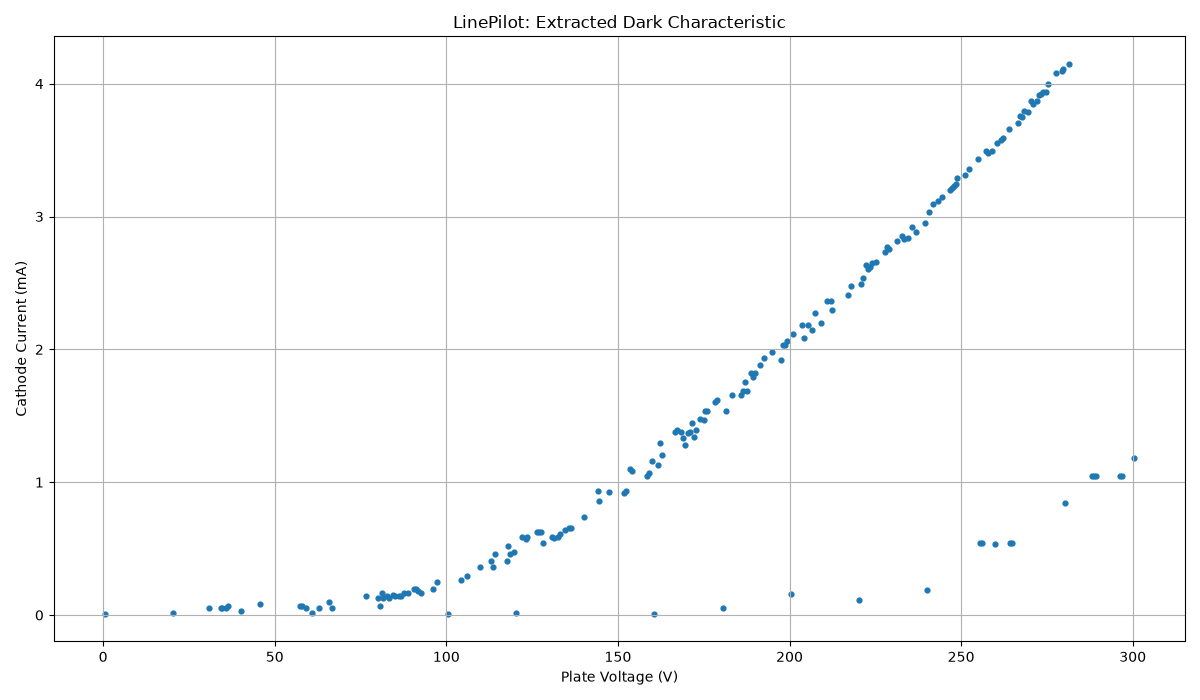 LinePilot: Extracted Dark Characteristic
Cathode Current (mA)
4
3
2
1
0
0 50 100 150 200 250 300
Plate Voltage (V)